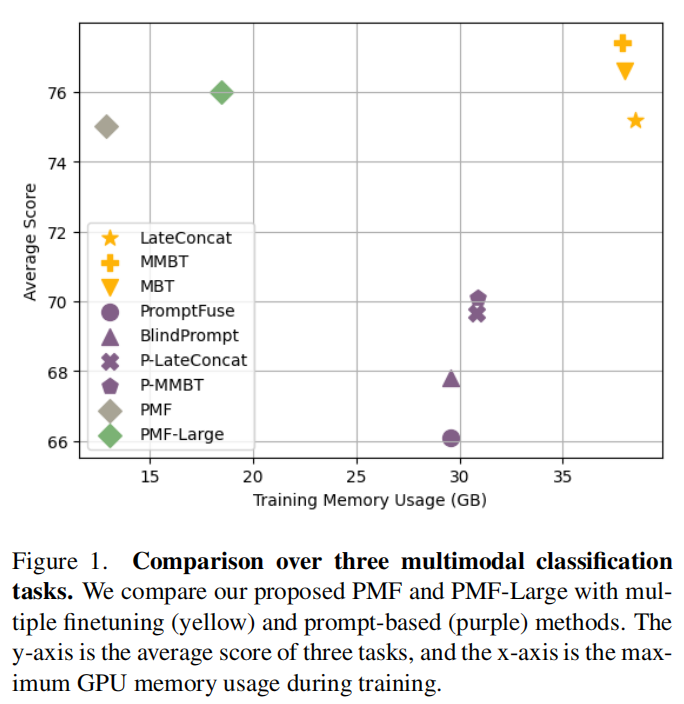 76
74
72
70
68
66
Average Score
LateConcat
MMBT
MBT
PromptFuse
BlindPrompt
P-LateConcat
P-MMBT
PMF
PMF-Large
15
20
25
30
35
Training Memory Usage (GB)
Figure 1. Comparison over three multimodal classification
tasks. We compare our proposed PMF and PMF-Large with mul-
tiple finetuning (yellow) and prompt-based (purple) methods. The
y-axis is the average score of three tasks, and the x-axis is the max-
imum GPU memory usage during training.